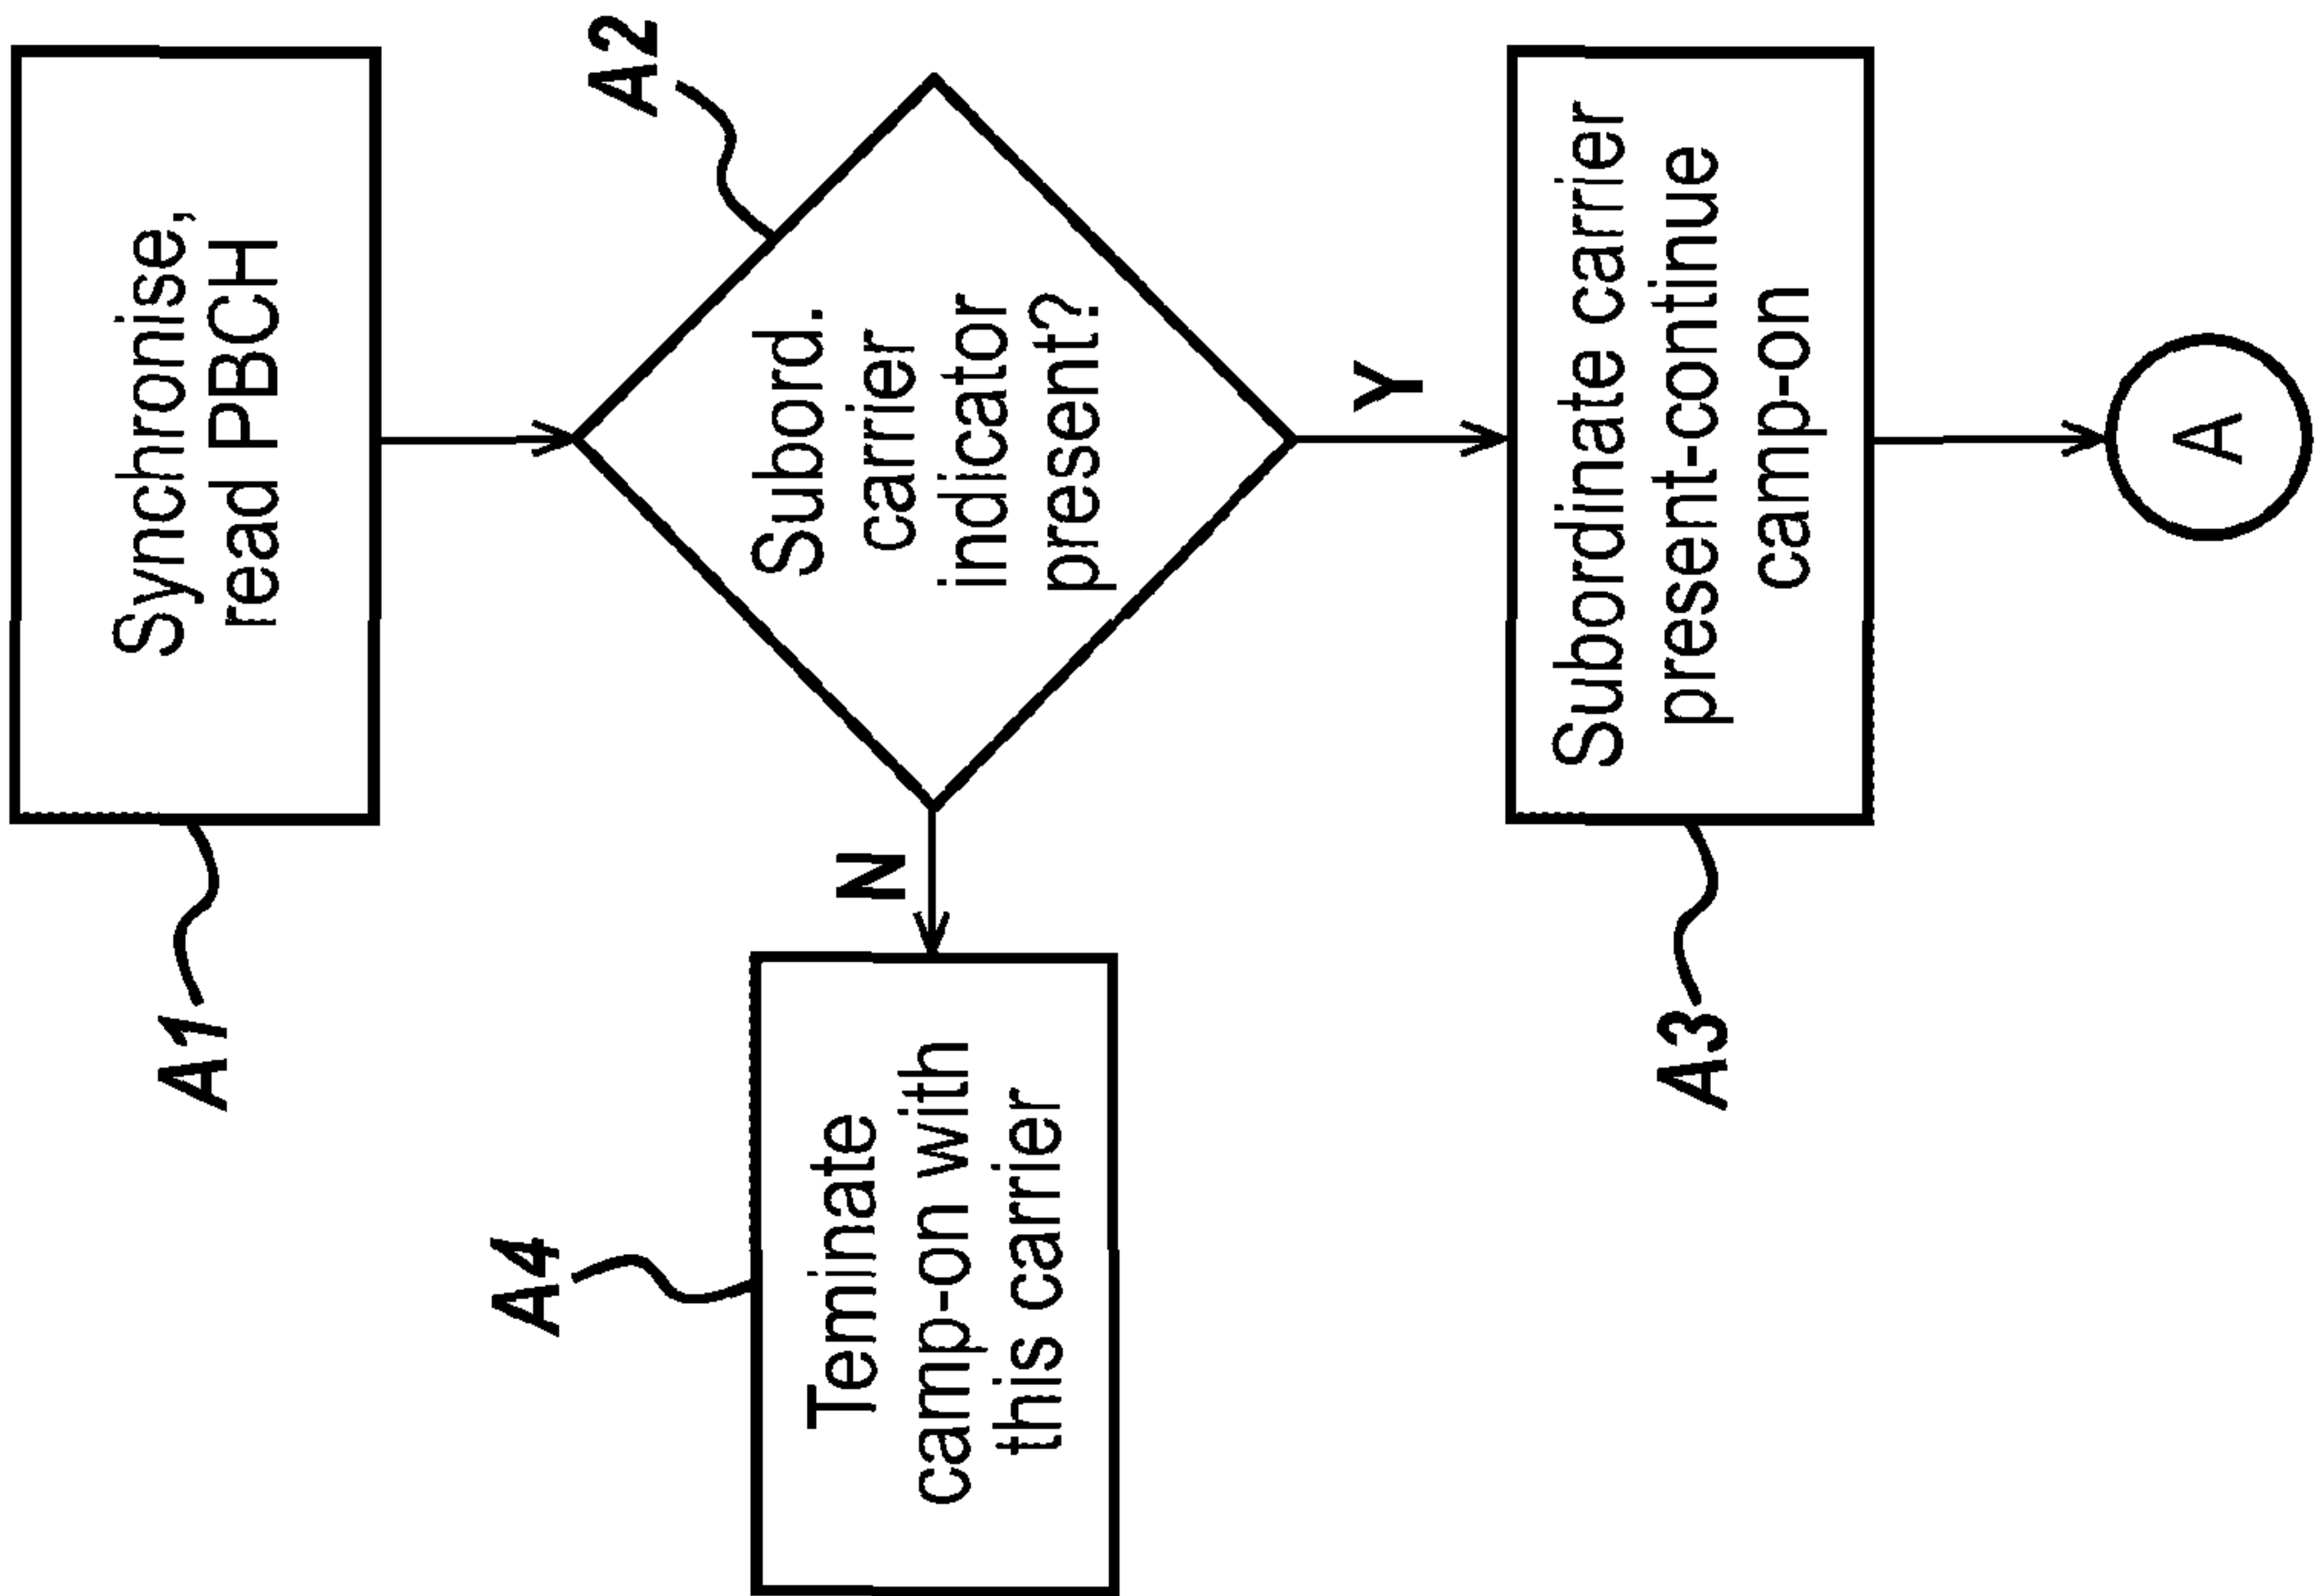 A1
Synchromise,
read PBCH
A2
Subord.
carrier
indicator
present?
N
Y
A4
Teminate
camp-on with
this carrier
A3
Subordinate carrier
present-continue
camp-on
A